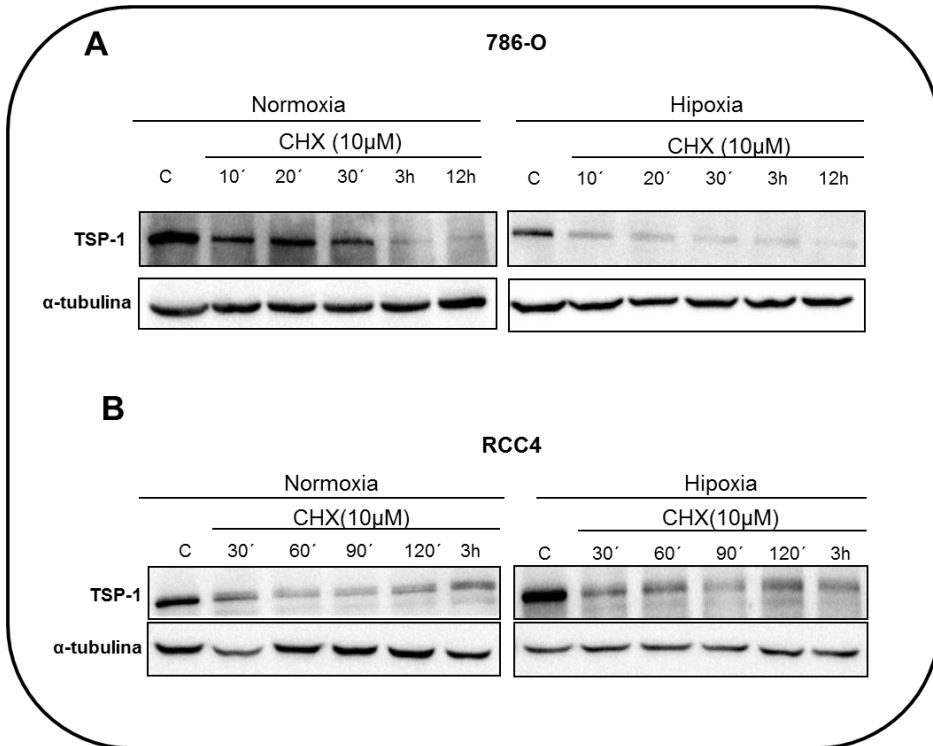 A
786-O
Normoxia
Hipoxia
CHX (10µM)
CHX (10µM)
C 10´ 20´ 30´ 3h 12h
C 10´ 20´ 30´ 3h 12h
TSP-1
α-tubulina
B
RCC4
Normoxia
Hipoxia
CHX(10µM)
CHX(10µM)
C 30´ 60´ 90´ 120´ 3h
C 30´ 60´ 90´ 120´ 3h
TSP-1
α-tubulina